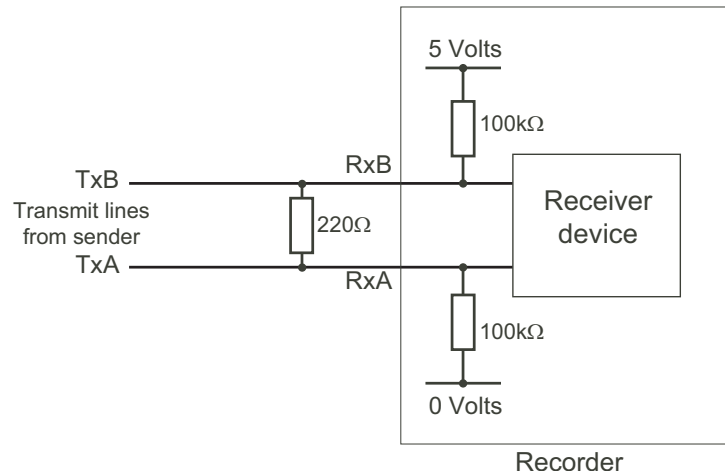 5 Volts
100kΩ
RxB
TxB
Receiver
device
Transmit lines
from sender
220Ω
TxA
RxA
100kΩ
0 Volts
Recorder